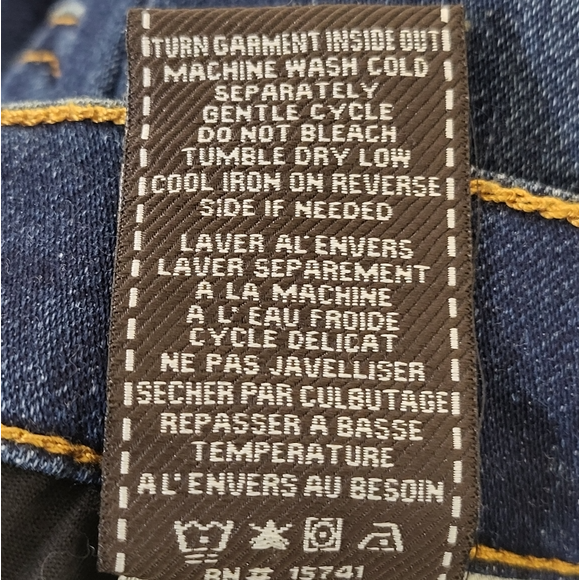 TURN GARMENT INSIDE OUT
MACHINE WASH COLD
SEPARATELY
GENTLE CYCLE
DO NOT BLEACH
TUMBLE DRY LOW
COOL IRON ON REVERSE
SIDE IF NEEDED
LAVER AL'ENVERS
LAVER SEPAREMENT
A LA MACHINE
A L'EAU FROIDE
CYCLE DELICAT
NE PAS JAVELLISER
SECHER PAR CULBUTAGE
REPASSER A BASSE
TEMPERATURE
A L'ENVERS AU BESOIN
RN# 15741